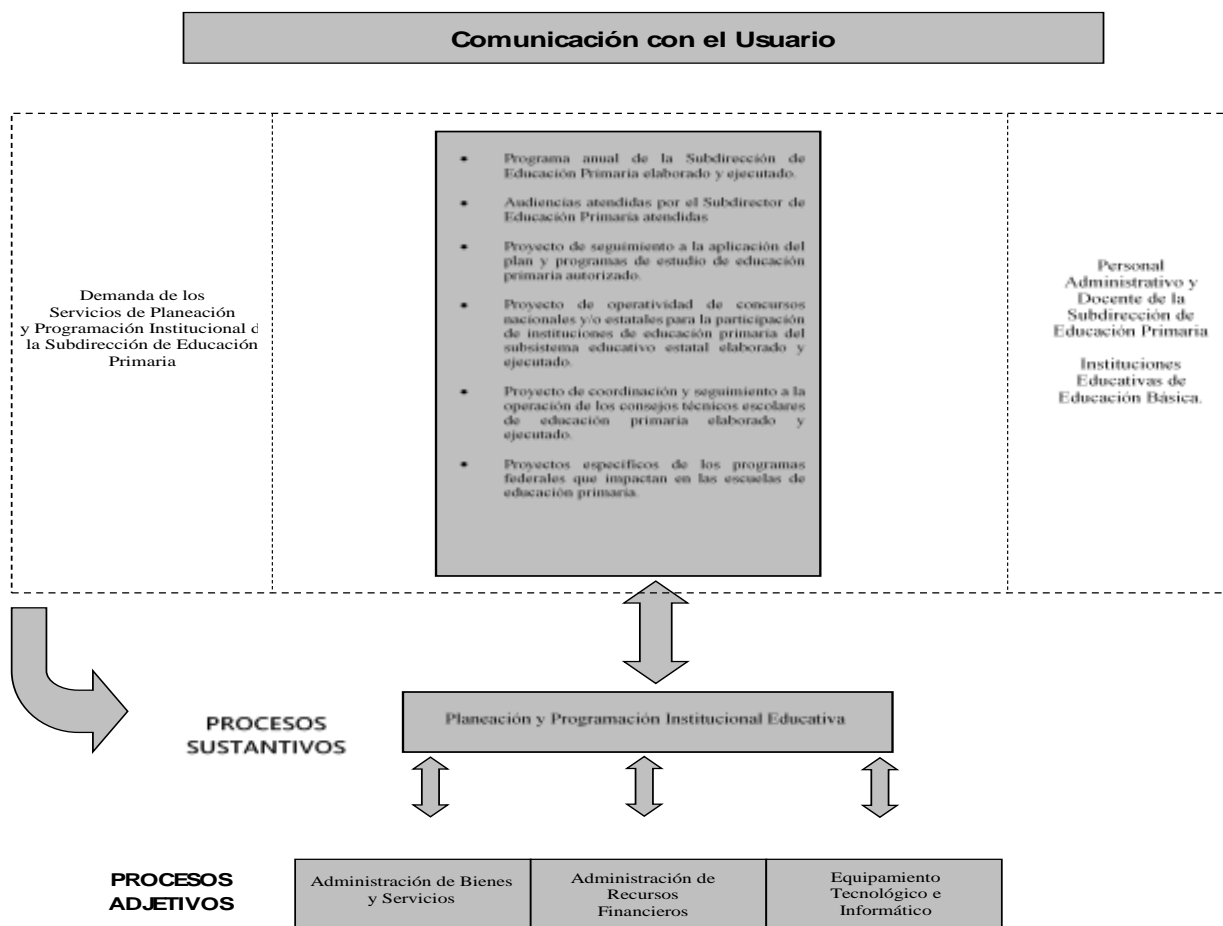 Comunicación con el Usuario
Demanda de los
Servicios de Planeación
y Programación Institucional d
la Subdirección de Educación
Primaria
• Programa anual de la Subdirección de
Educación Primaria elaborado y ejecutado.
• Audiencias atendidas por el Subdirector de
Educación Primaria atendidas
• Proyecto de seguimiento a la aplicación del
plan y programas de estudio de educación
primaria autorizado.
• Proyecto de operatividad de concursos
nacionales y/o estatales para la participación
de instituciones de educación primaria del
subsistema educativo estatal elaborado y
ejecutado.
• Proyecto de coordinación y seguimiento a la
operación de los consejos técnicos escolares
de educación primaria elaborado y
ejecutado.
• Proyectos específicos de los programas
federales que impactan en las escuelas de
educación primaria.
Personal
Administrativo y
Docente de la
Subdirección de
Educación Primaria
Instituciones
Educativas de
Educación Básica.
PROCESOS
SUSTANTIVOS
Planeación y Programación Institucional Educativa
PROCESOS
ADJETIVOS
Administración de Bienes
y Servicios
Administración de
Recursos
Financieros
Equipamiento
Tecnológico e
Informático